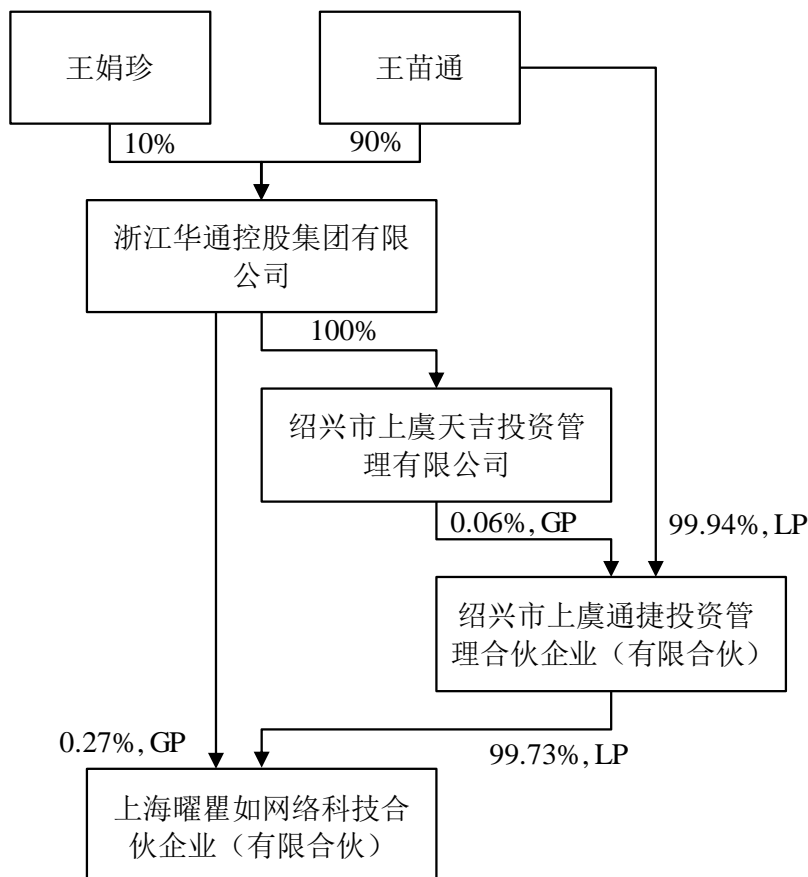 王娟珍
王苗通
10%
90%
浙江华通控股集团有限
公司
100%
绍兴市上虞天吉投资管
理有限公司
0.06%, GP
99.94%, LP
绍兴市上虞通捷投资管
理合伙企业（有限合伙）
0.27%, GP
99.73%, LP
上海曜瞿如网络科技合
伙企业（有限合伙）